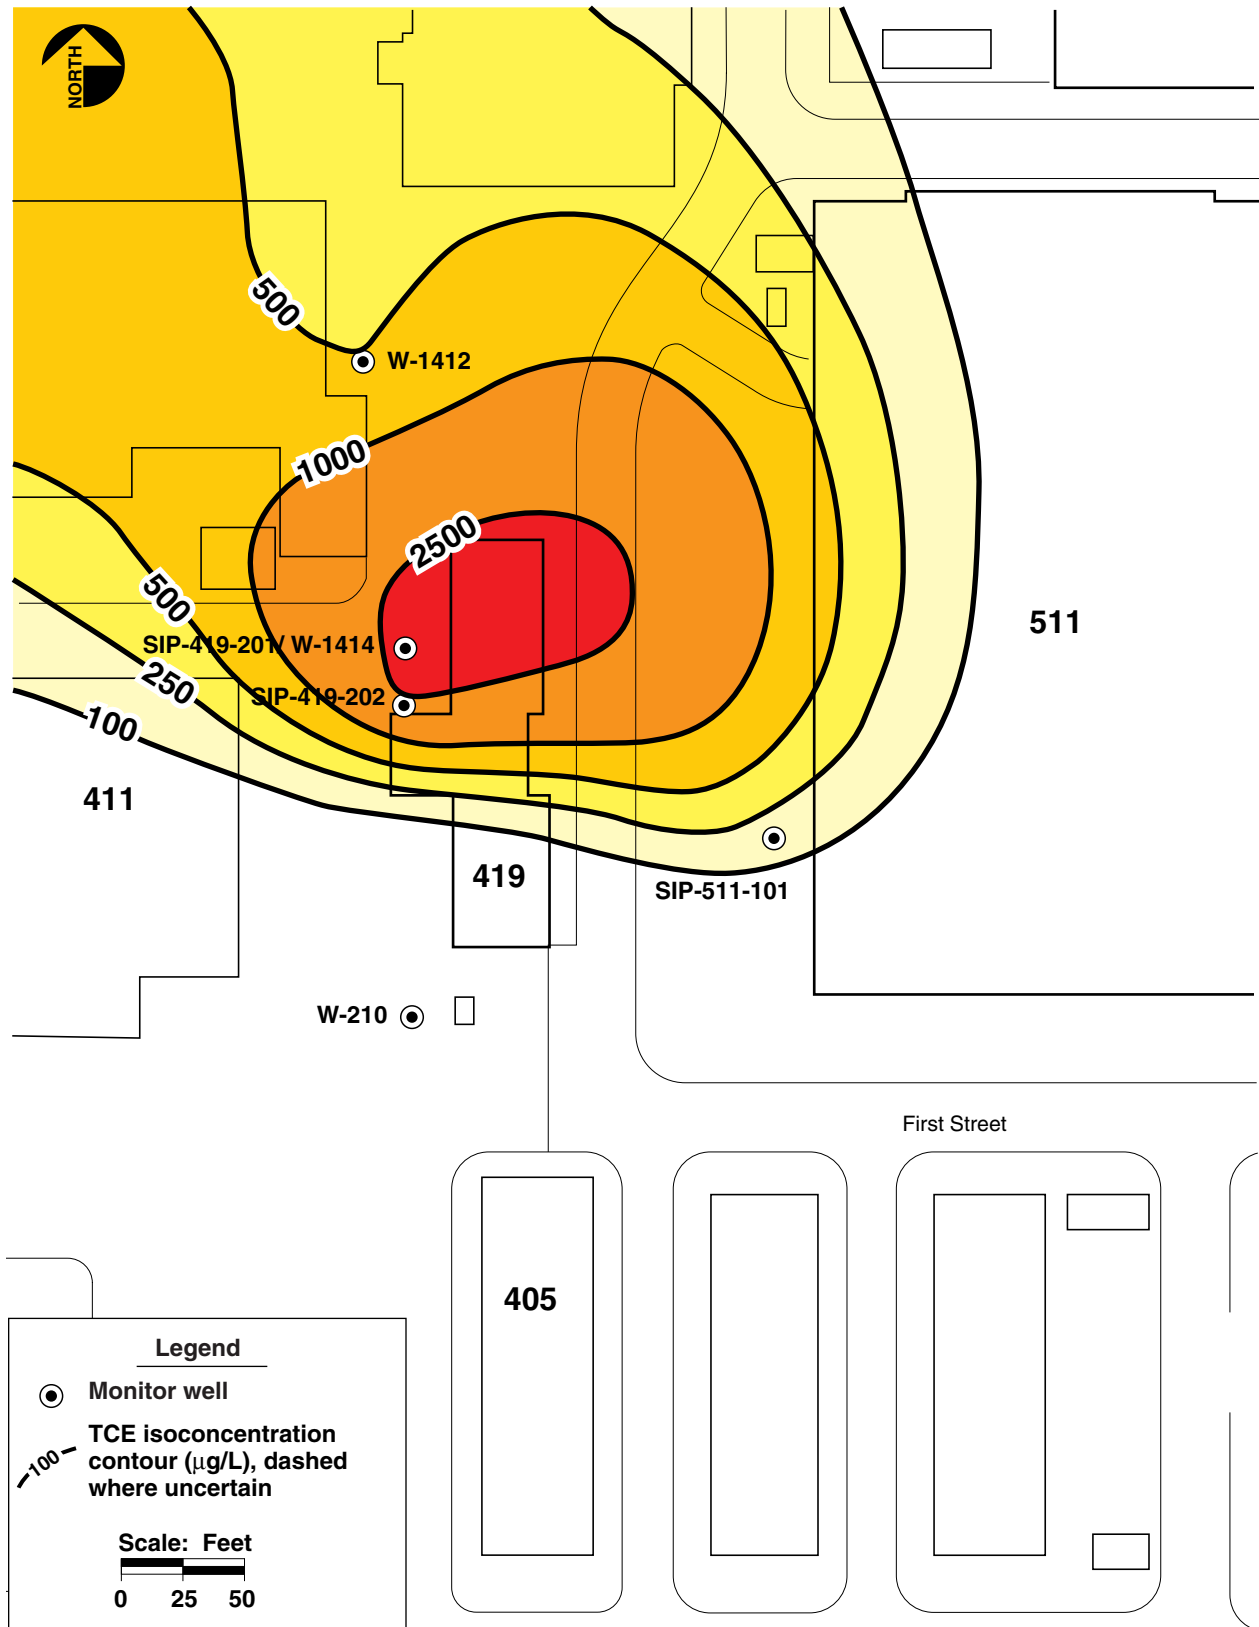 NORTH
500
W-1412
1000
2500
500
SIP-419-201/ W-1414
511
250
SIP-419-202
100
411
419
SIP-511-101
W-210
First Street
405
Legend
Monitor well
100
TCE isoconcentration
contour (µg/L), dashed
where uncertain
Scale: Feet
0 25 50